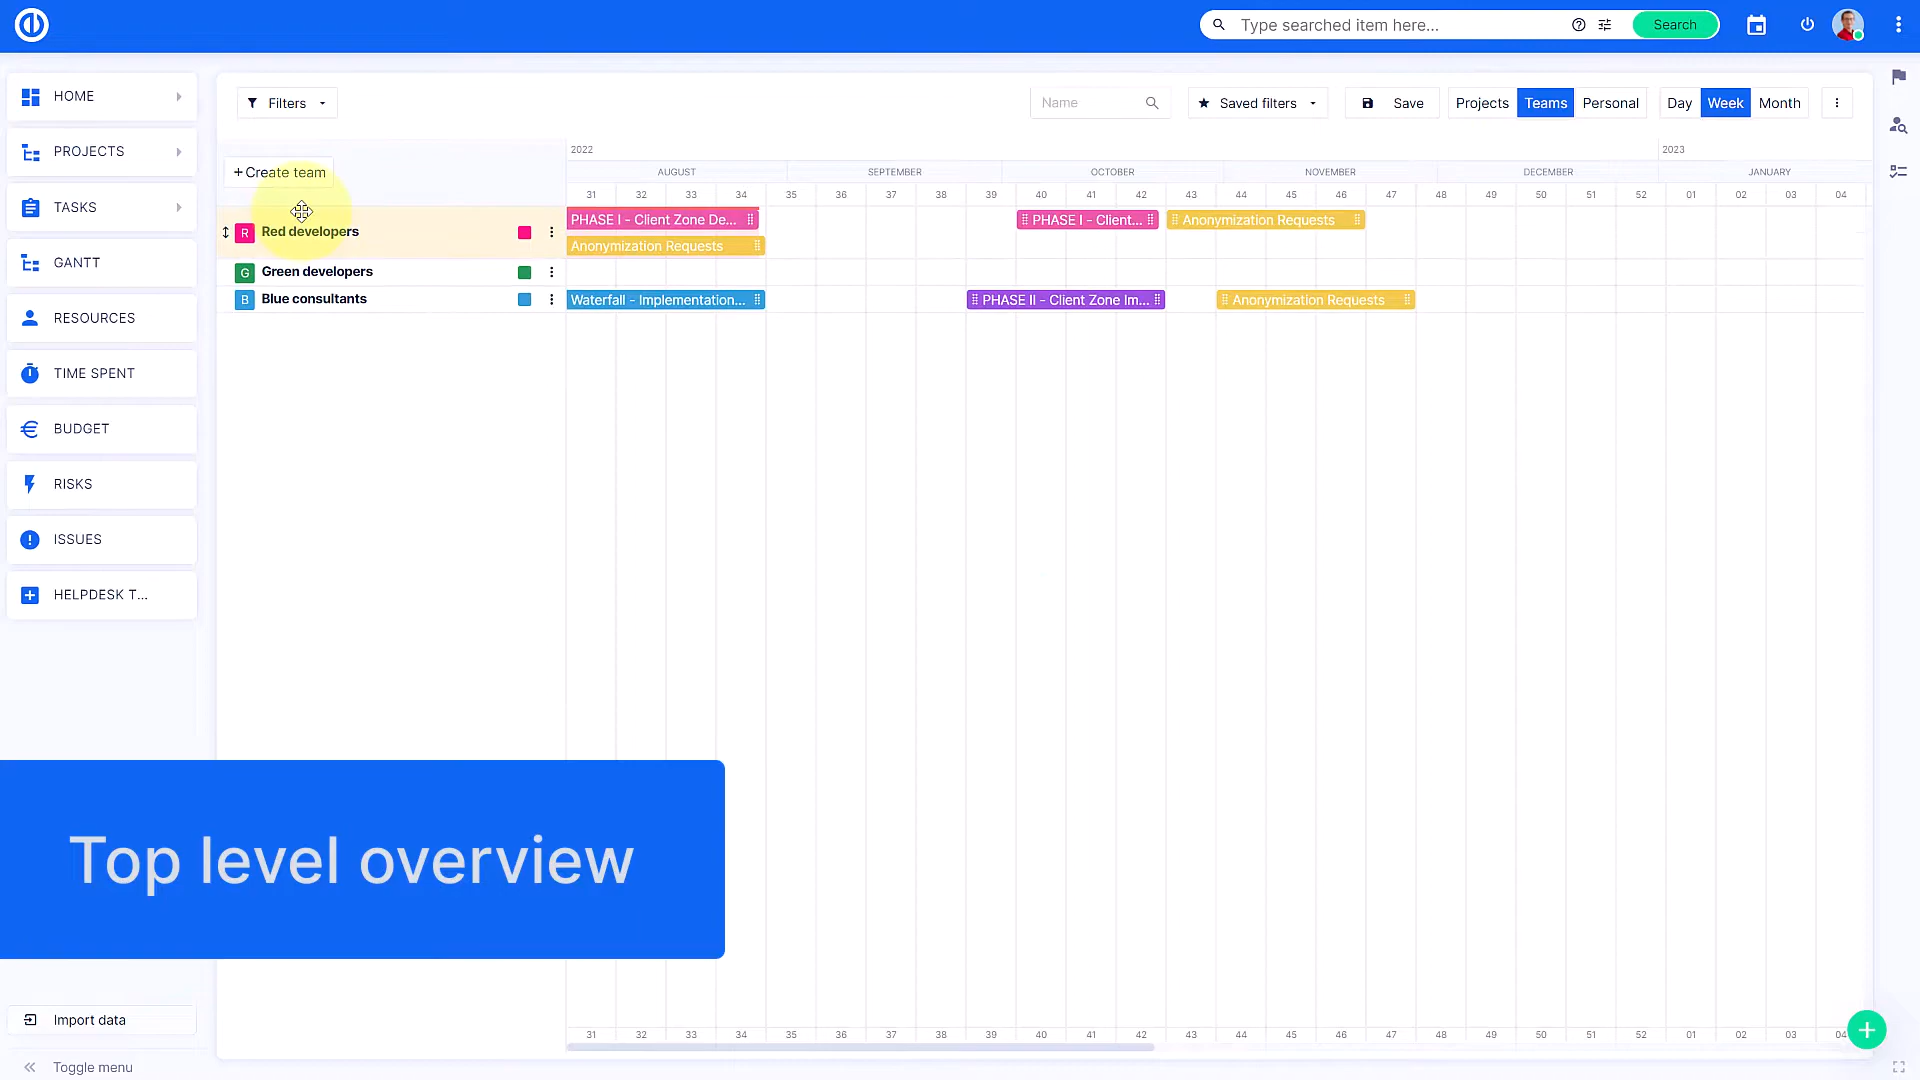 Type searched item here...
Search
HOME
PROJECTS
TASKS
GANTT
RESOURCES
TIME SPENT
BUDGET
RISKS
ISSUES
HELPDESK T...
Import data
Toggle menu
Filters
Name
Saved filters
Save
Projects Teams Personal
Day Week Month
+ Create team
2022 2023
AUGUST SEPTEMBER OCTOBER NOVEMBER DECEMBER JANUARY
31 32 33 34 35 36 37 38 39 40 41 42 43 44 45 46 47 48 49 50 51 52 01 02 03 04
R Red developers
PHASE I - Client Zone De... PHASE I - Client... Anonymization Requests
Anonymization Requests
G Green developers
B Blue consultants
Waterfall - Implementation... PHASE II - Client Zone Im... Anonymization Requests
Top level overview
31 32 33 34 35 36 37 38 39 40 41 42 43 44 45 46 47 48 49 50 51 52 01 02 03 04